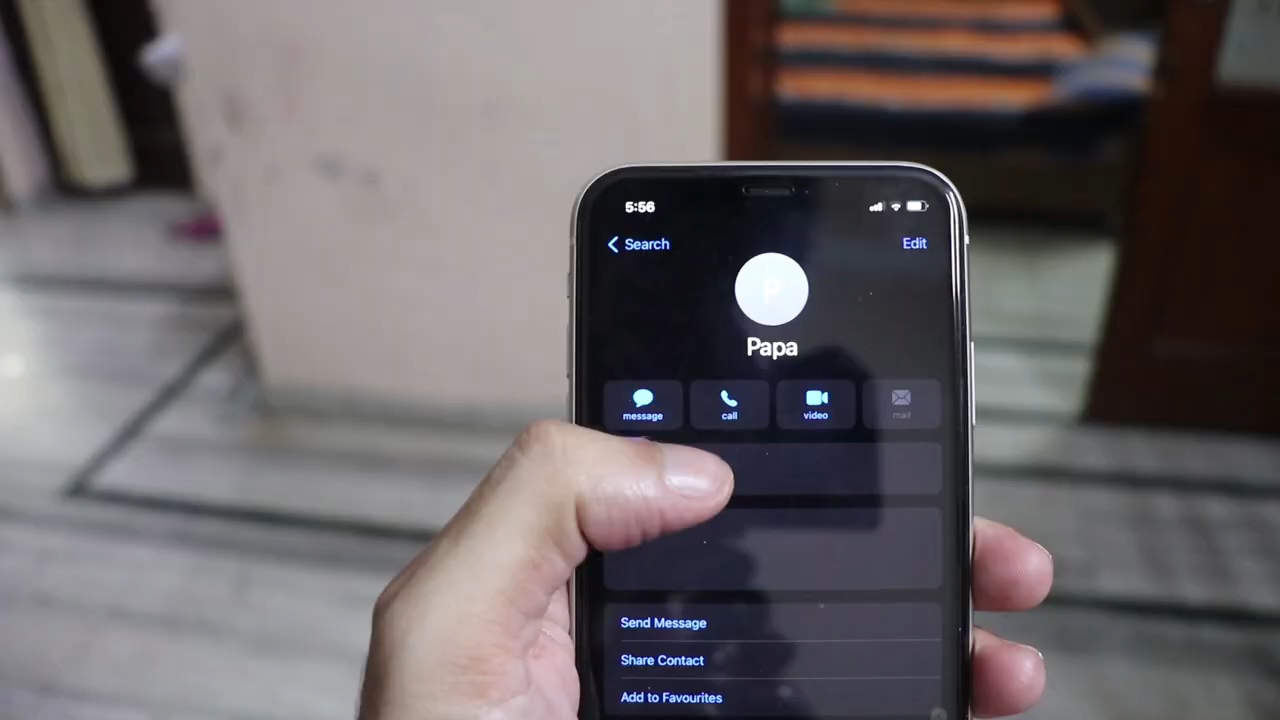 5:56
Search
Edit
P
Papa
message
call
video
mail
Send Message
Share Contact
Add to Favourites